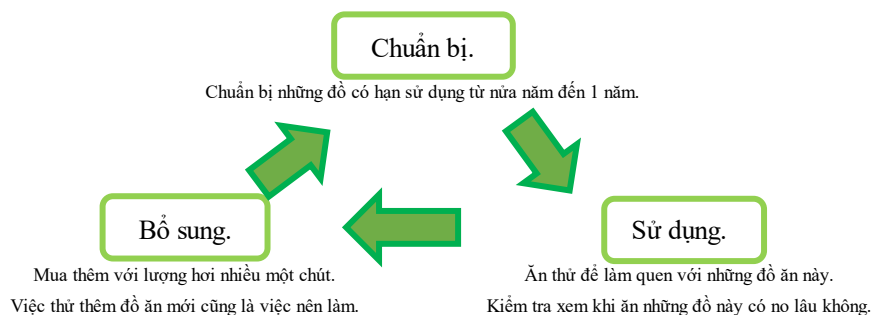 Chuẩn bị.
Chuẩn bị những đồ có hạn sử dụng từ nửa năm đến 1 năm.
Sử dụng.
Ăn thử để làm quen với những đồ ăn này.
Kiểm tra xem khi ăn những đồ này có no lâu không.
Bổ sung.
Mua thêm với lượng hơi nhiều một chút.
Việc thử thêm đồ ăn mới cũng là việc nên làm.